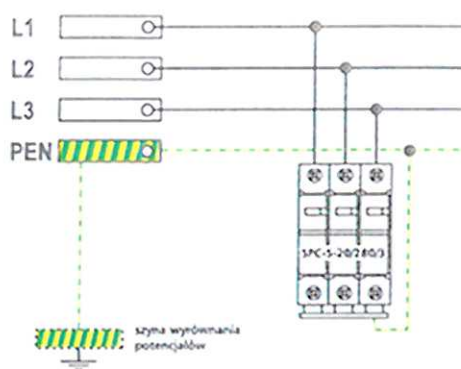 L1
L2
L3
PEN
SPC-S-20/280/3
szyna wyrównania
potencjałów